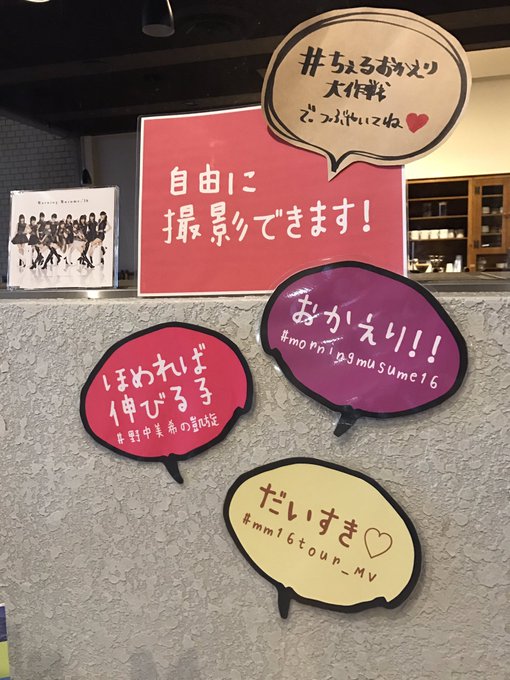 #ちぇるおかえり
大作戦
で、つぶやいてね♥
自由に
撮影できます!
Morning Musume。'16
おかえり!!
#morningmusume16
ほめれば
伸びる子
#野中美希の凱旋
だいすき♡
#mm16tour_MV